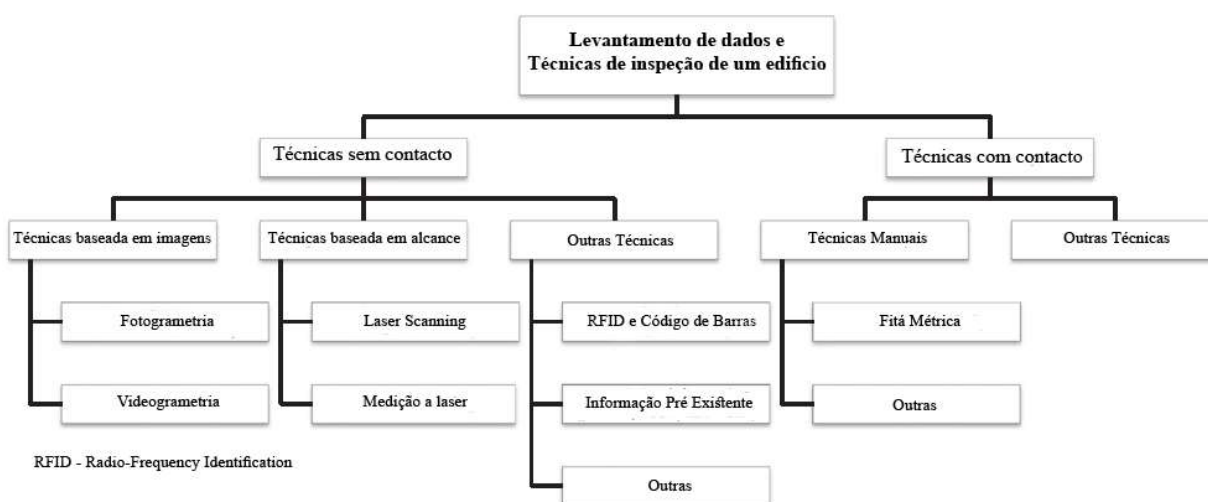 Levantamento de dados e
Técnicas de inspeção de um edificio
Técnicas sem contacto
Técnicas com contacto
Técnicas baseada em imagens
Técnicas baseada em alcance
Outras Técnicas
Técnicas Manuais
Outras Técnicas
Fotogrametria
Laser Scanning
RFID e Código de Barras
Fitá Métrica
Videogrametria
Medição a laser
Informação Pré Existente
Outras
RFID - Radio-Frequency Identification
Outras